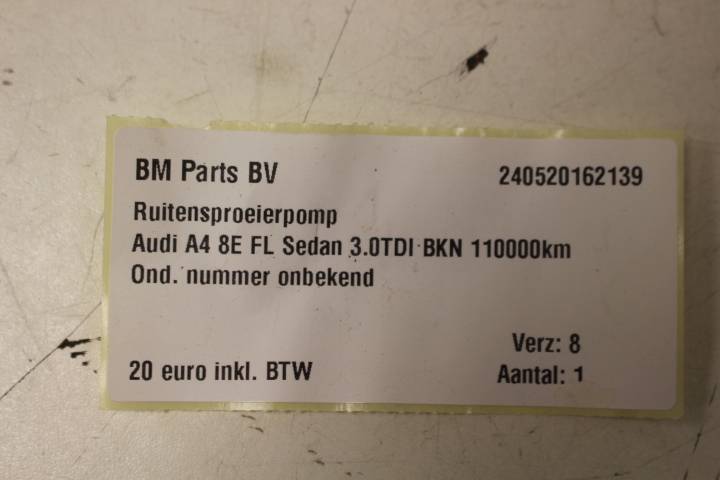 BM Parts BV 240520162139
Ruitensproeierpomp
Audi A4 8E FL Sedan 3.0TDI BKN 110000km
Ond. nummer onbekend
Verz: 8
20 euro inkl. BTW Aantal: 1